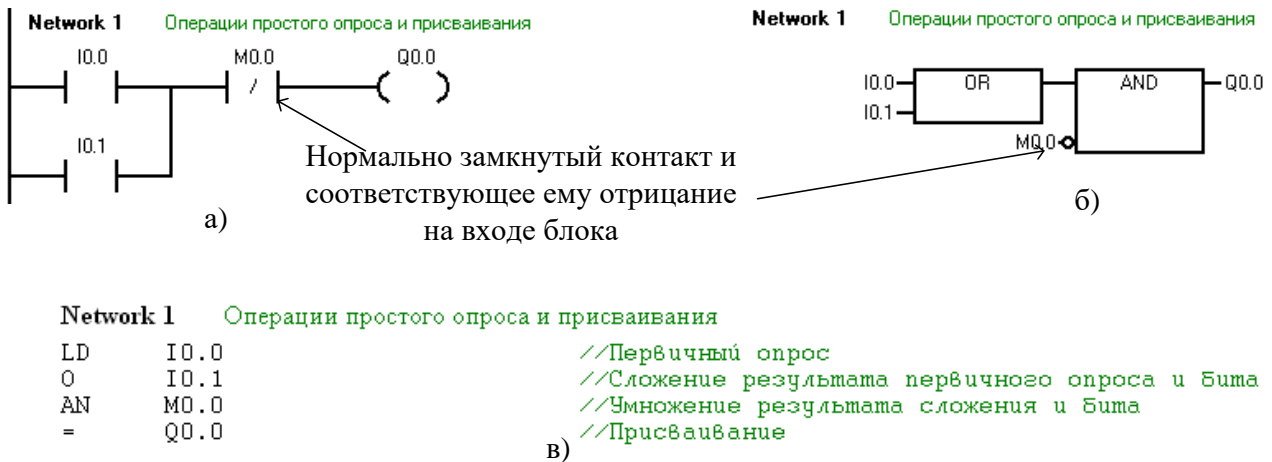 Network 1 Операции простого опроса и присваивания
I0.0 M0.0 Q0.0
/
I0.1
а)
Network 1 Операции простого опроса и присваивания
I0.0 OR AND Q0.0
I0.1
M0.0
б)
Нормально замкнутый контакт и
соответствующее ему отрицание
на входе блока
Network 1 Операции простого опроса и присваивания
LD I0.0 //Первичный опрос
O I0.1 //Сложение результата первичного опроса и бита
AN M0.0 //Умножение результата сложения и бита
= Q0.0 //Присваивание
в)